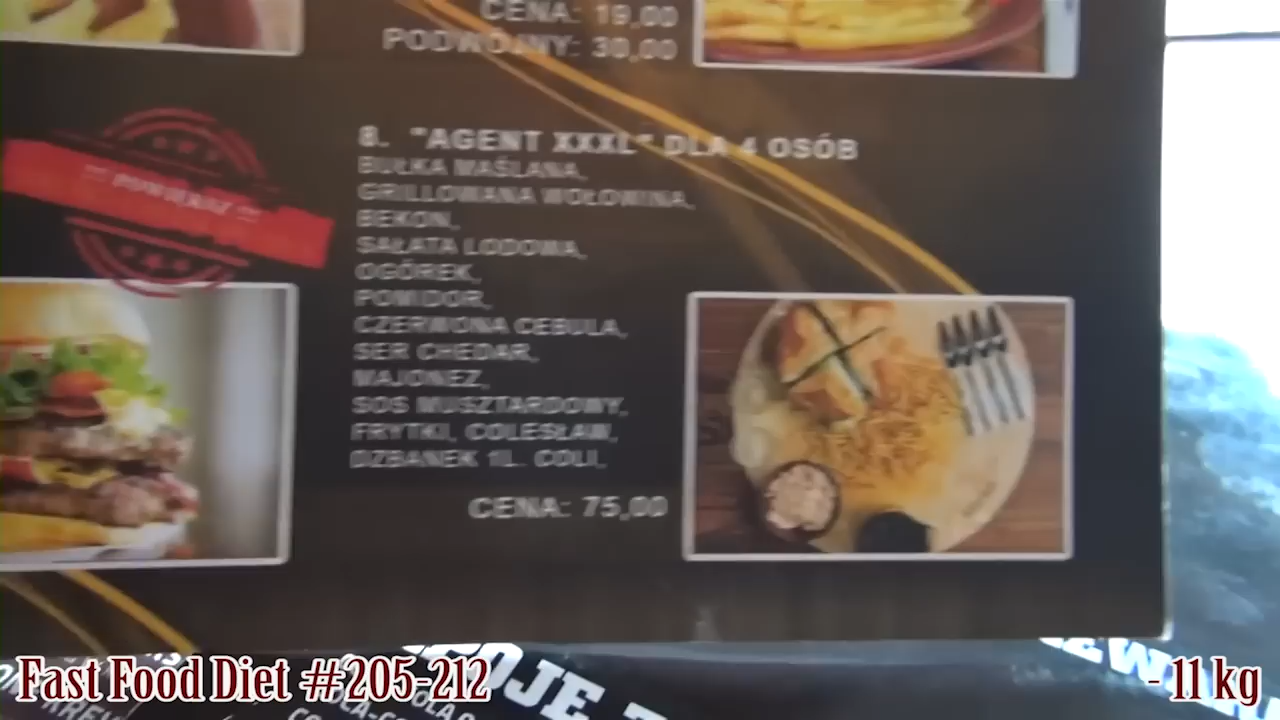 CENA: 19,00
PODWÓJNY: 30,00
8. "AGENT XXXL" DLA 4 OSÓB
BUŁKA MAŚLANA,
GRILLOWANA WOŁOWINA,
BEKON,
SAŁATA LODOWA,
OGÓREK,
POMIDOR,
CZERWONA CEBULA,
SER CHEDAR,
MAJONEZ,
SOS MUSZTARDOWY,
FRYTKI, COLESŁAW,
DZBANEK 1L. COLI,
CENA: 75,00
Fast Food Diet #205-212
- 11 kg